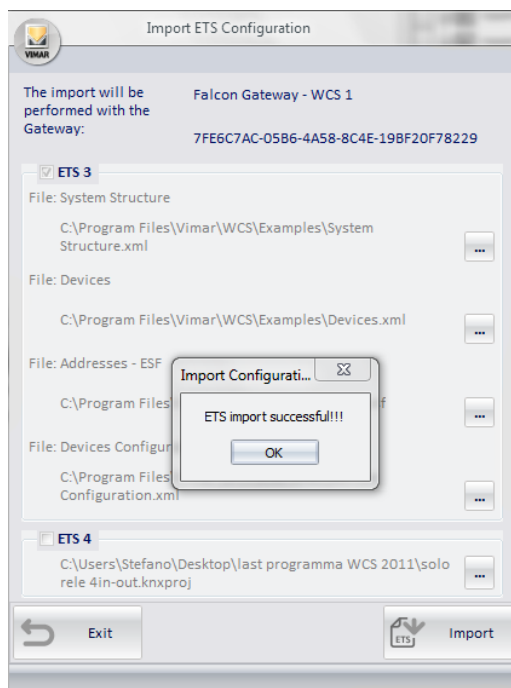 Import ETS Configuration
VIMAR
The import will be
performed with the
Gateway:
Falcon Gateway - WCS 1
7FE6C7AC-05B6-4A58-8C4E-19BF20F78229
ETS 3
File: System Structure
C:\Program Files\Vimar\WCS\Examples\System
Structure.xml
...
File: Devices
C:\Program Files\Vimar\WCS\Examples\Devices.xml
...
File: Addresses - ESF
C:\Program Files
...
File: Devices Configur
C:\Program Files
Configuration.xml
...
Import Configurati...
ETS import successful!!!
OK
ETS 4
C:\Users\Stefano\Desktop\last programma WCS 2011\solo
rele 4in-out.knxproj
...
Exit
ETS
Import